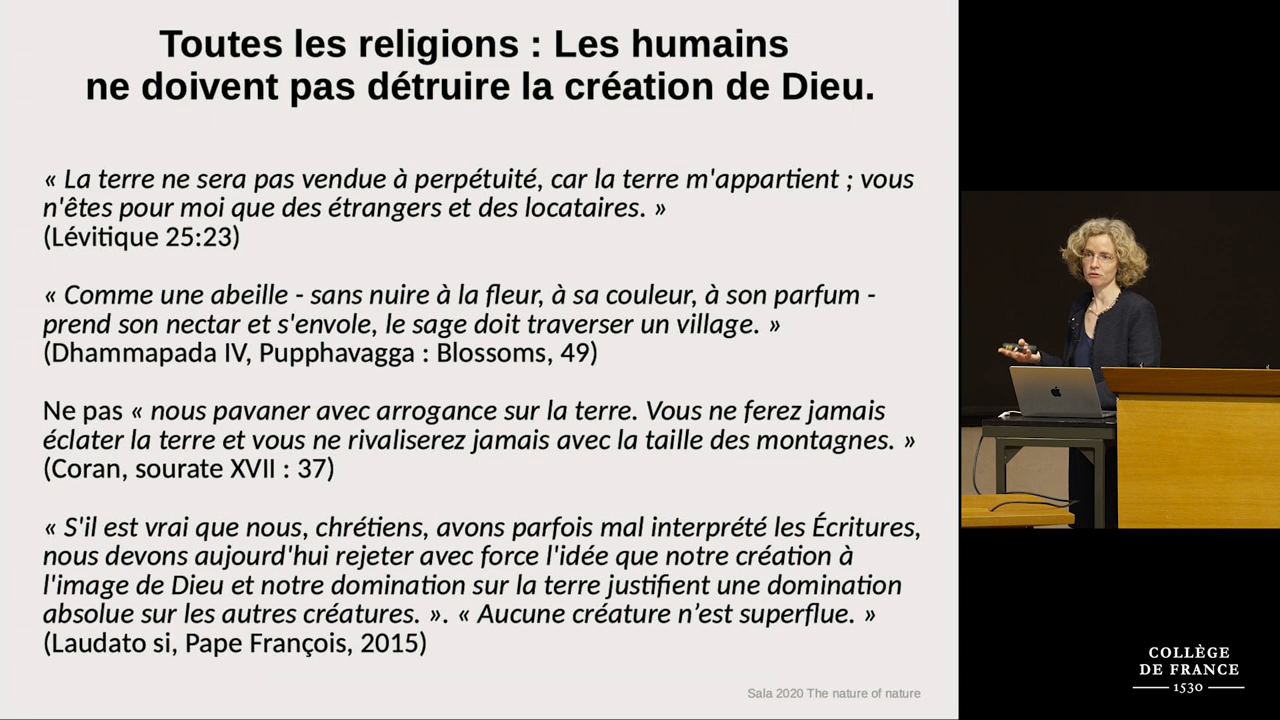 Toutes les religions : Les humains
ne doivent pas détruire la création de Dieu.
« La terre ne sera pas vendue à perpétuité, car la terre m'appartient ; vous
n'êtes pour moi que des étrangers et des locataires. »
(Lévitique 25:23)
« Comme une abeille - sans nuire à la fleur, à sa couleur, à son parfum -
prend son nectar et s'envole, le sage doit traverser un village. »
(Dhammapada IV, Pupphavagga : Blossoms, 49)
Ne pas « nous pavaner avec arrogance sur la terre. Vous ne ferez jamais
éclater la terre et vous ne rivaliserez jamais avec la taille des montagnes. »
(Coran, sourate XVII : 37)
« S'il est vrai que nous, chrétiens, avons parfois mal interprété les Écritures,
nous devons aujourd'hui rejeter avec force l'idée que notre création à
l'image de Dieu et notre domination sur la terre justifient une domination
absolue sur les autres créatures. ». « Aucune créature n’est superflue. »
(Laudato si, Pape François, 2015)
Sala 2020 The nature of nature
COLLÈGE
DE FRANCE
1530